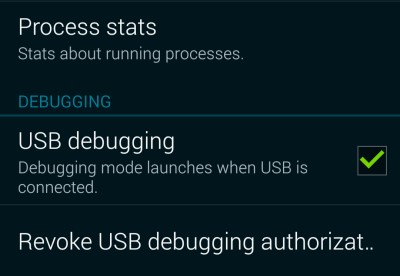 Process stats
Stats about running processes.
DEBUGGING
USB debugging
Debugging mode launches when USB is
connected.
Revoke USB debugging authorizat..